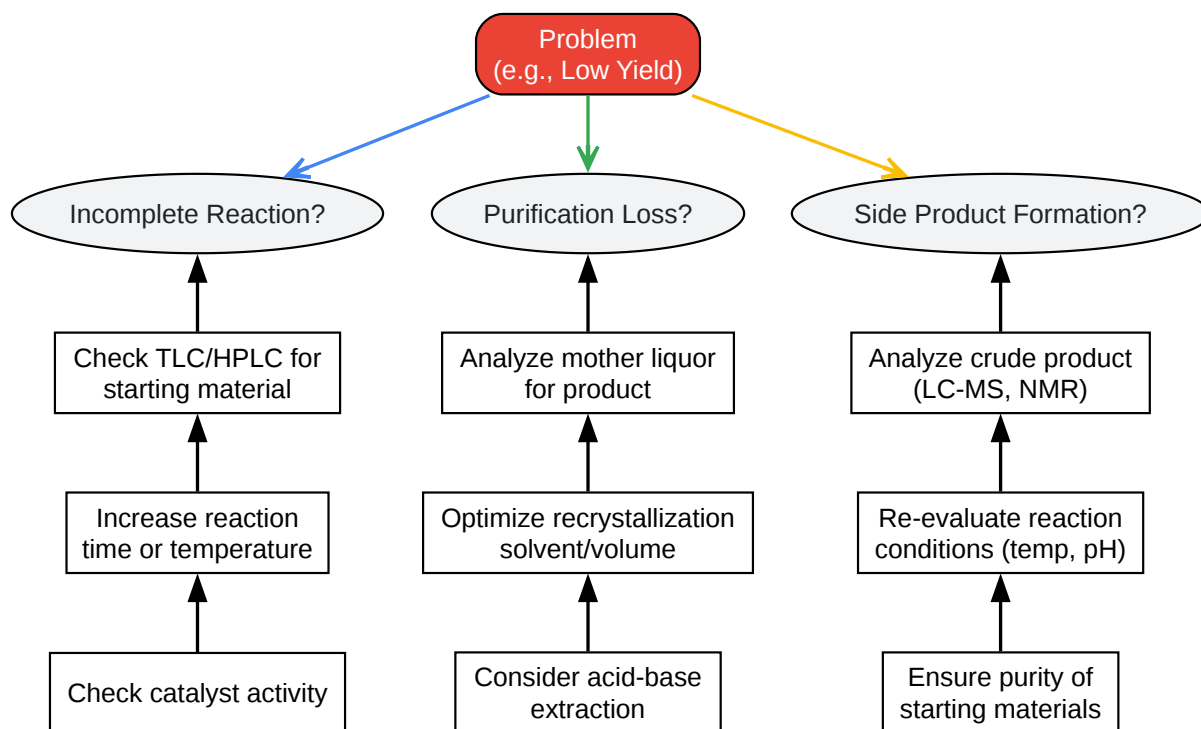 Problem
(e.g., Low Yield)
Incomplete Reaction?
Purification Loss?
Side Product Formation?
Check TLC/HPLC for
starting material
Analyze mother liquor
for product
Analyze crude product
(LC-MS, NMR)
Increase reaction
time or temperature
Optimize recrystallization
solvent/volume
Re-evaluate reaction
conditions (temp, pH)
Check catalyst activity
Consider acid-base
extraction
Ensure purity of
starting materials